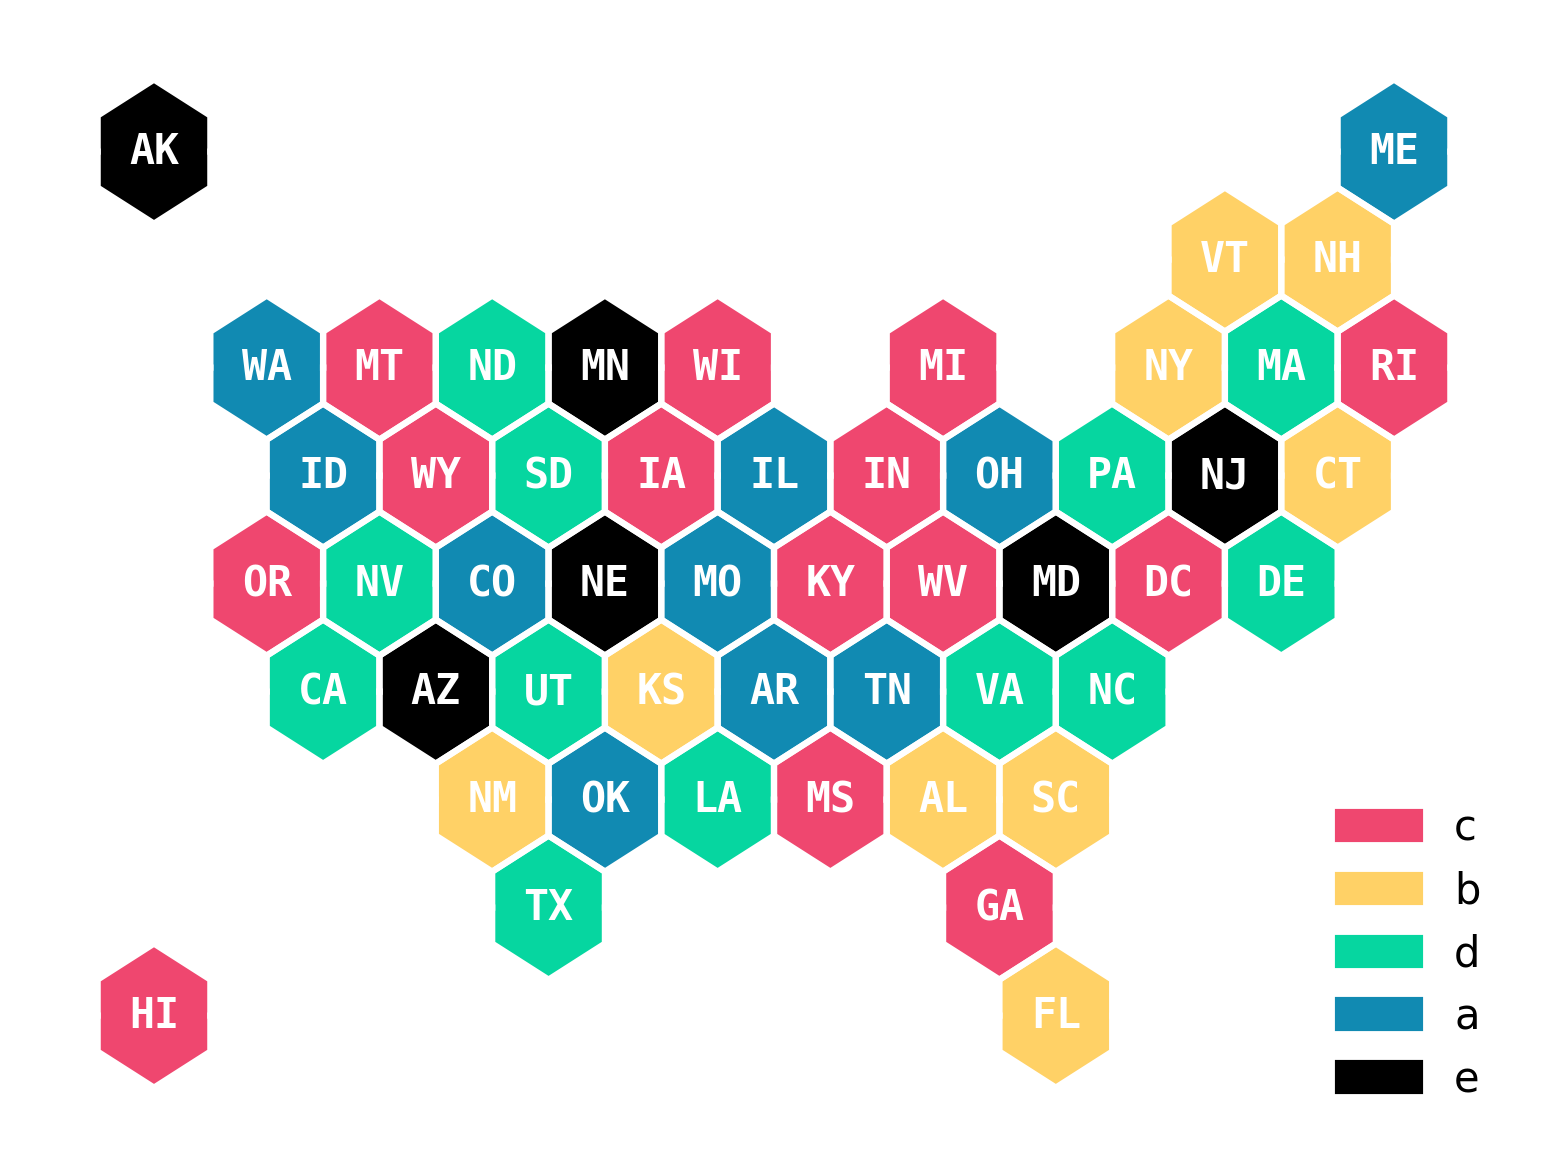 AK ME
VT NH
WA MT ND MN WI MI NY MA RI
ID WY SD IA IL IN OH PA NJ CT
OR NV CO NE MO KY WV MD DC DE
CA AZ UT KS AR TN VA NC
NM OK LA MS AL SC
TX GA
HI FL
c
b
d
a
e